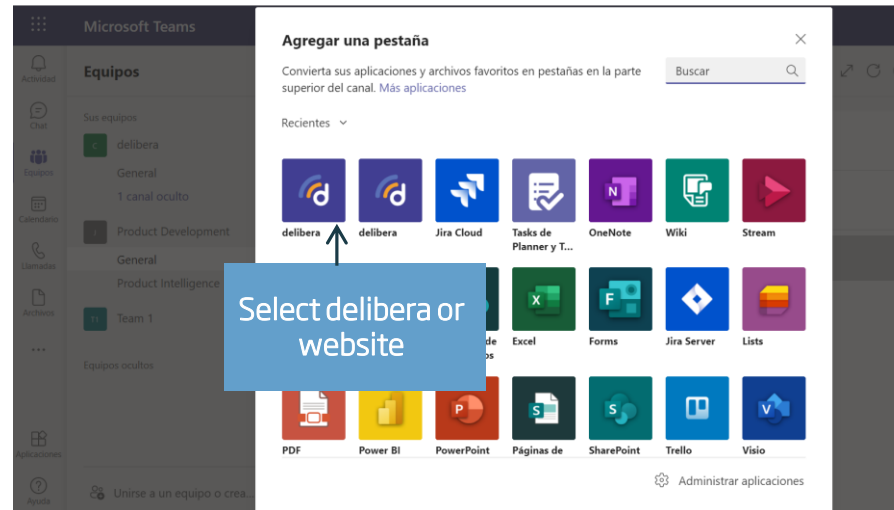 Microsoft Teams
Actividad
Chat
Equipos
Calendario
Llamadas
Archivos
Aplicaciones
Ayuda
Equipos
Sus equipos
delibera
General
1 canal oculto
Product Development
General
Product Intelligence
Team 1
Equipos ocultos
Unirse a un equipo o crea...
Agregar una pestaña
Convierta sus aplicaciones y archivos favoritos en pestañas en la parte
superior del canal. Más aplicaciones
Buscar
Recientes
delibera
delibera
Jira Cloud
Tasks de
Planner y T...
OneNote
Wiki
Stream
Select delibera or
website
de
os
Excel
Forms
Jira Server
Lists
PDF
Power BI
PowerPoint
Páginas de
SharePoint
Trello
Visio
Administrar aplicaciones